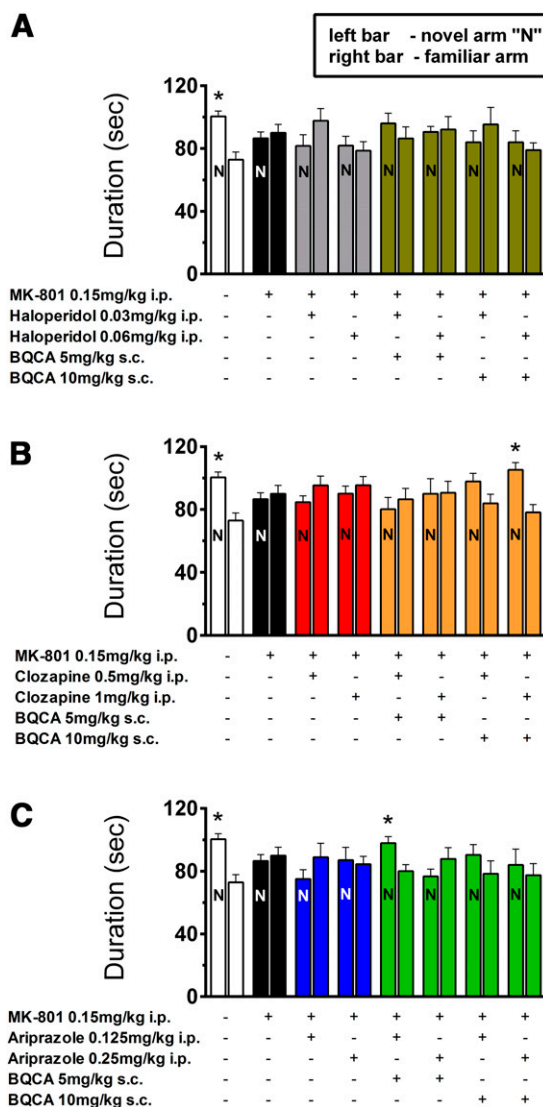 A
left bar - novel arm "N"
right bar - familiar arm
Duration (sec)
120
80
40
0
*
N N N N N N N N
MK-801 0.15mg/kg i.p. - + + + + + + +
Haloperidol 0.03mg/kg i.p. - - + - + - + -
Haloperidol 0.06mg/kg i.p. - - - + - + - +
BQCA 5mg/kg s.c. - - - - + + - -
BQCA 10mg/kg s.c. - - - - - - + +
B
Duration (sec)
120
80
40
0
* *
N N N N N N N N
MK-801 0.15mg/kg i.p. - + + + + + + +
Clozapine 0.5mg/kg i.p. - - + - + - + -
Clozapine 1mg/kg i.p. - - - + - + - +
BQCA 5mg/kg s.c. - - - - + + - -
BQCA 10mg/kg s.c. - - - - - - + +
C
Duration (sec)
120
80
40
0
* *
N N N N N N N N
MK-801 0.15mg/kg i.p. - + + + + + + +
Ariprazole 0.125mg/kg i.p. - - + - + - + -
Ariprazole 0.25mg/kg i.p. - - - + - + - +
BQCA 5mg/kg s.c. - - - - + + - -
BQCA 10mg/kg s.c. - - - - - - + +